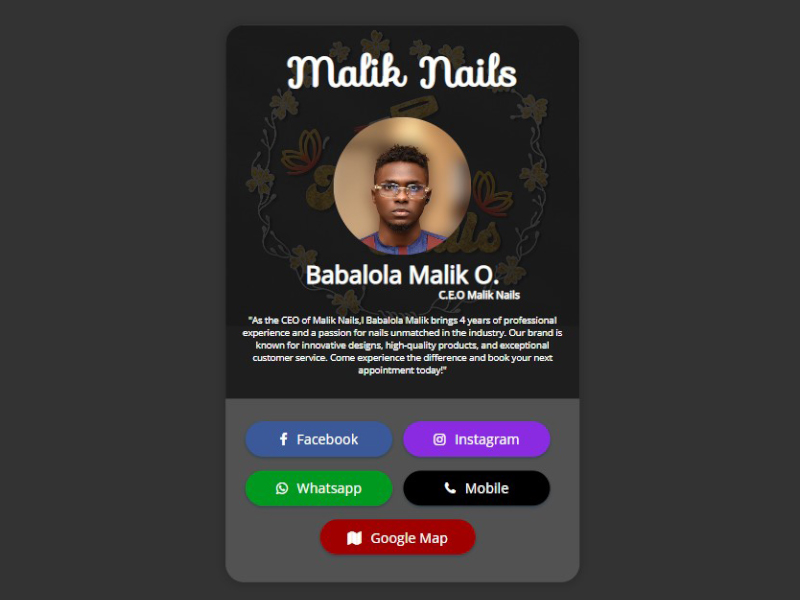 Malik Nails
Babalola Malik O.
C.E.O Malik Nails
"As the CEO of Malik Nails,I Babalola Malik brings 4 years of professional
experience and a passion for nails unmatched in the industry. Our brand is
known for innovative designs, high-quality products, and exceptional
customer service. Come experience the difference and book your next
appointment today!"
Facebook
Instagram
Whatsapp
Mobile
Google Map